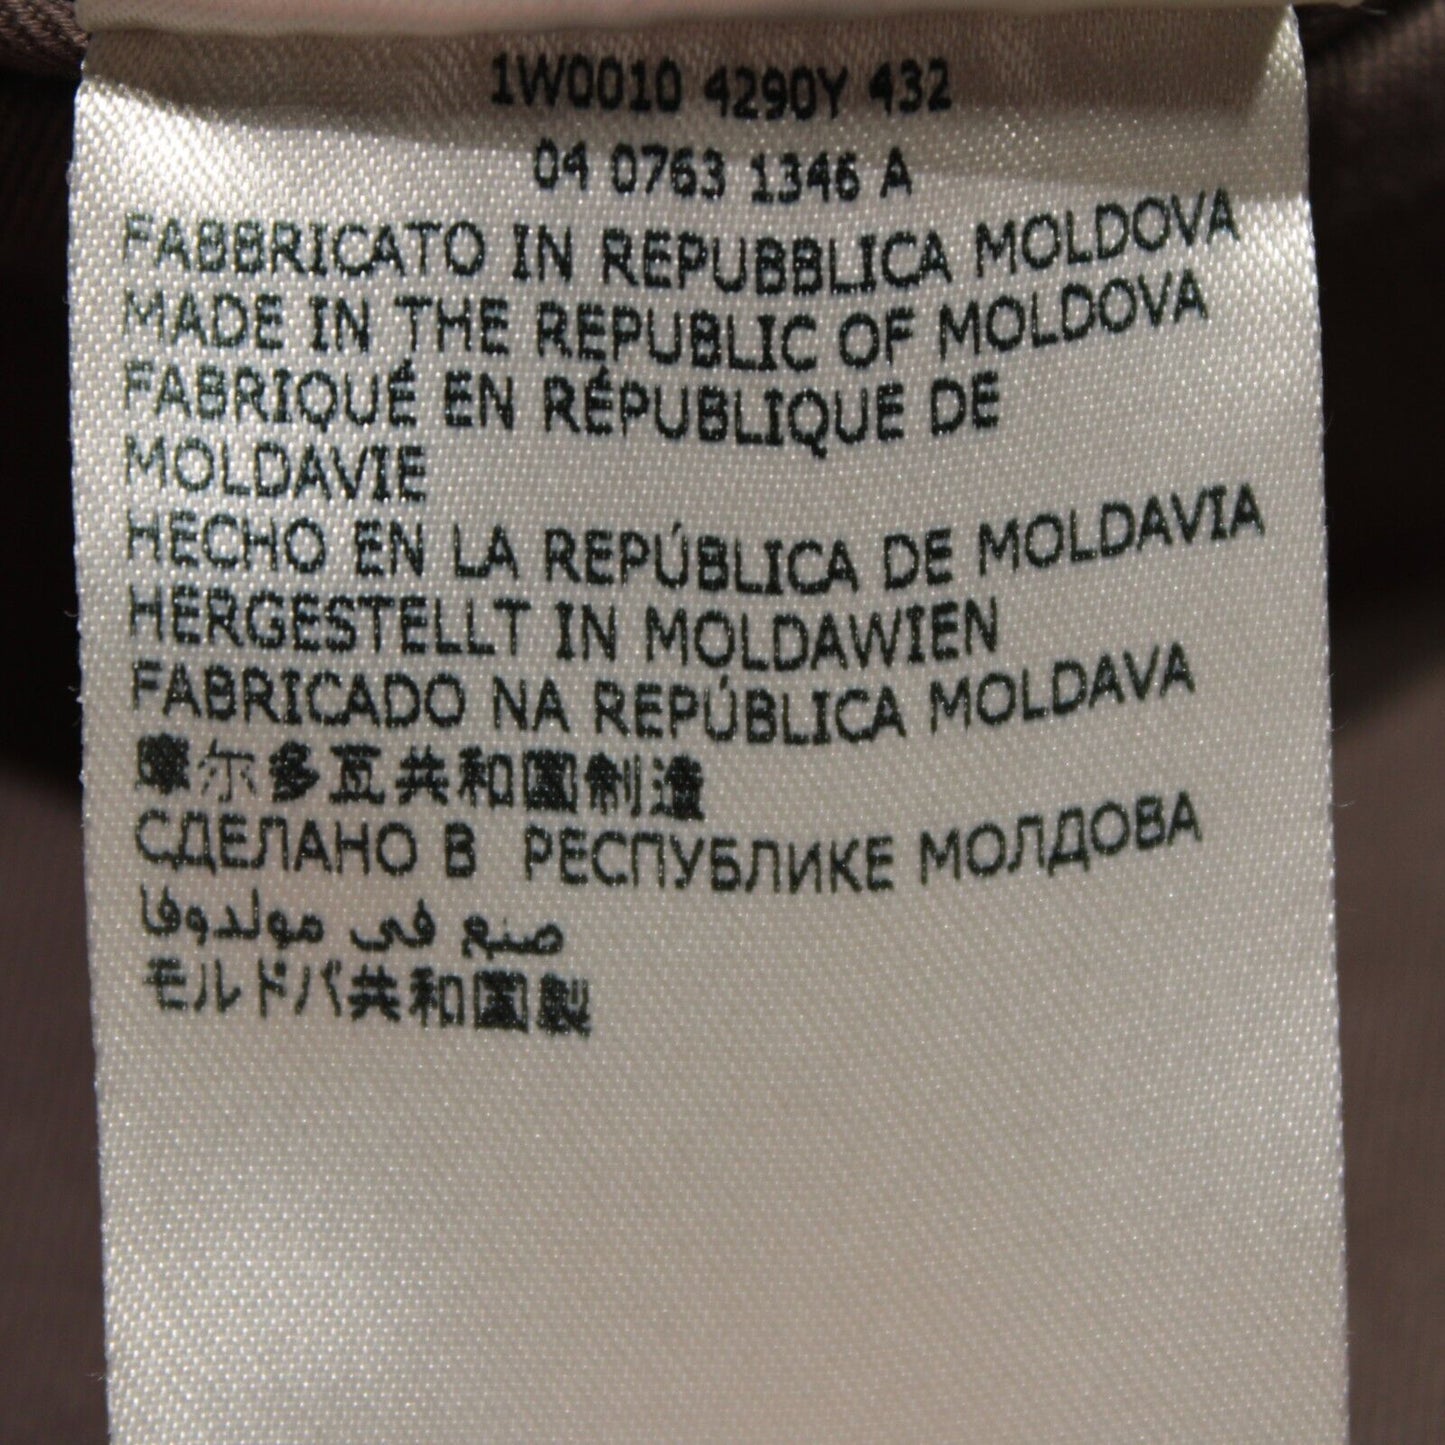 1W0010 4290Y 432
04 0763 1346 A
FABBRICATO IN REPUBBLICA MOLDOVA
MADE IN THE REPUBLIC OF MOLDOVA
FABRIQUÉ EN RÉPUBLIQUE DE
MOLDAVIE
HECHO EN LA REPÚBLICA DE MOLDAVIA
HERGESTELLT IN MOLDAWIEN
FABRICADO NA REPÚBLICA MOLDAVA
摩尔多瓦共和國制造
СДЕЛАНО В РЕСПУБЛИКЕ МОЛДОВА
صنع في مولدوفا
モルドバ共和国製